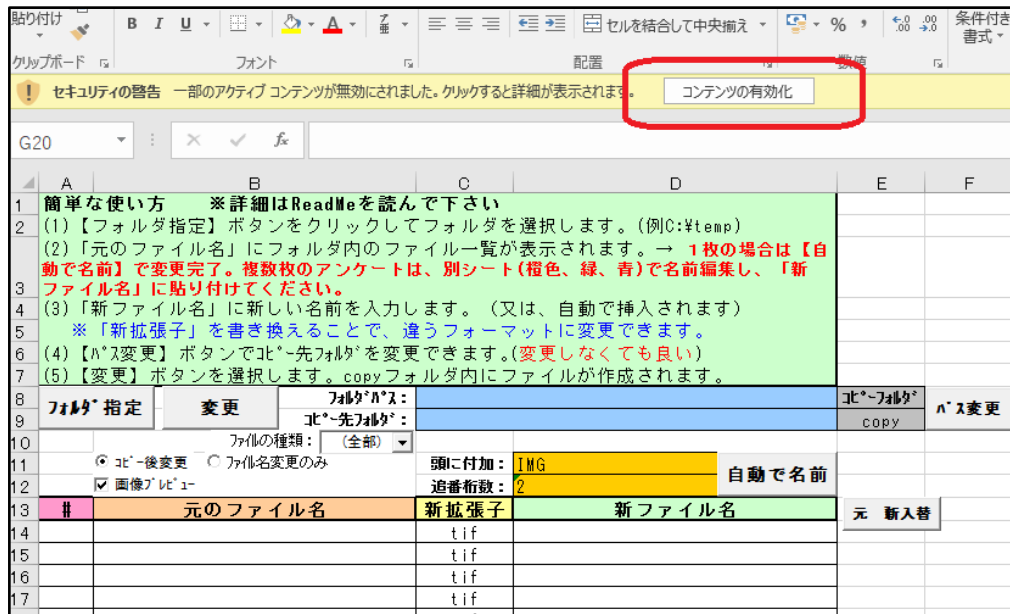 貼り付け
B I U
A
亜
セルを結合して中央揃え
% ,
.00 .0
条件付き
書式
クリップボード フォント 配置 数値
セキュリティの警告 一部のアクティブ コンテンツが無効にされました。クリックすると詳細が表示されます。 コンテンツの有効化
G20 fx
A B C D E F
1 簡単な使い方 ※詳細はReadMeを読んで下さい
2 (1)【フォルダ指定】ボタンをクリックしてフォルダを選択します。(例C:¥temp)
(2)「元のファイル名」にフォルダ内のファイル一覧が表示されます。→ 1枚の場合は【自
動で名前】で変更完了。複数枚のアンケートは、別シート(橙色、緑、青)で名前編集し、「新
3 ファイル名」に貼り付けてください。
4 (3)「新ファイル名」に新しい名前を入力します。(又は、自動で挿入されます)
5 ※「新拡張子」を書き換えることで、違うフォーマットに変更できます。
6 (4)【ﾊﾟｽ変更】ボタンでｺﾋﾟｰ先ﾌｫﾙﾀﾞを変更できます。(変更しなくても良い)
7 (5)【変更】ボタンを選択します。copyフォルダ内にファイルが作成されます。
8 ﾌｫﾙﾀﾞﾊﾟｽ： ｺﾋﾟｰﾌｫﾙﾀﾞ
ﾌｫﾙﾀﾞ指定 変更 ﾊﾟｽ変更
9 ｺﾋﾟｰ先ﾌｫﾙﾀﾞ： copy
10 ﾌｧｲﾙの種類： (全部)
11 ｺﾋﾟｰ後変更 ﾌｧｲﾙ名変更のみ 頭に付加： IMG
自動で名前
12 画像ﾌﾟﾚﾋﾞｭｰ 追番桁数： 2
13 # 元のファイル名 新拡張子 新ファイル名 元 新入替
14 tif
15 tif
16 tif
17 tif